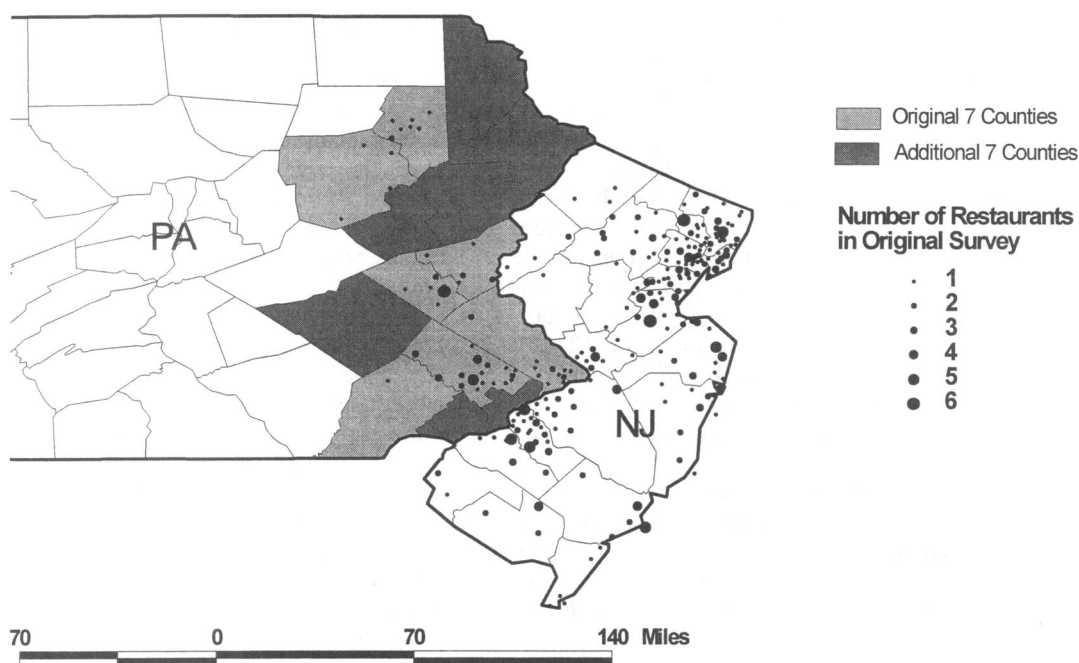 Original 7 Counties
Additional 7 Counties
PA
Number of Restaurants
in Original Survey
1
2
3
4
5
6
NJ
70 0 70 140 Miles